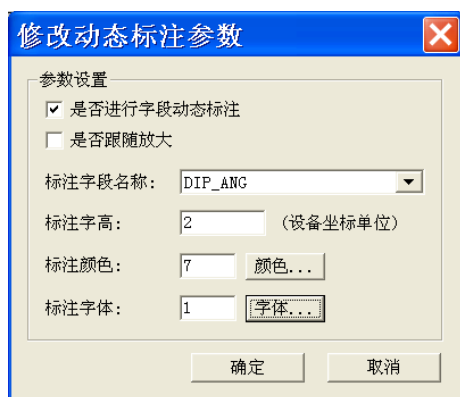 修改动态标注参数
参数设置
是否进行字段动态标注
是否跟随放大
标注字段名称: DIP_ANG
标注字高: 2 (设备坐标单位)
标注颜色: 7 颜色...
标注字体: 1 字体...
确定 取消